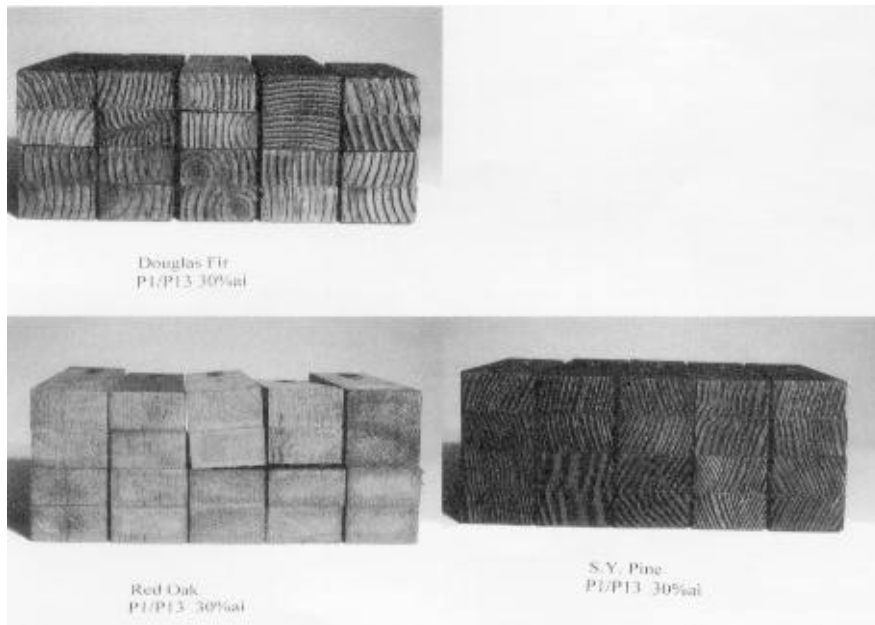 Douglas Fir
P1/P13 30%ai
Red Oak
P1/P13 30%ai
S.Y. Pine
P1/P13 30%ai